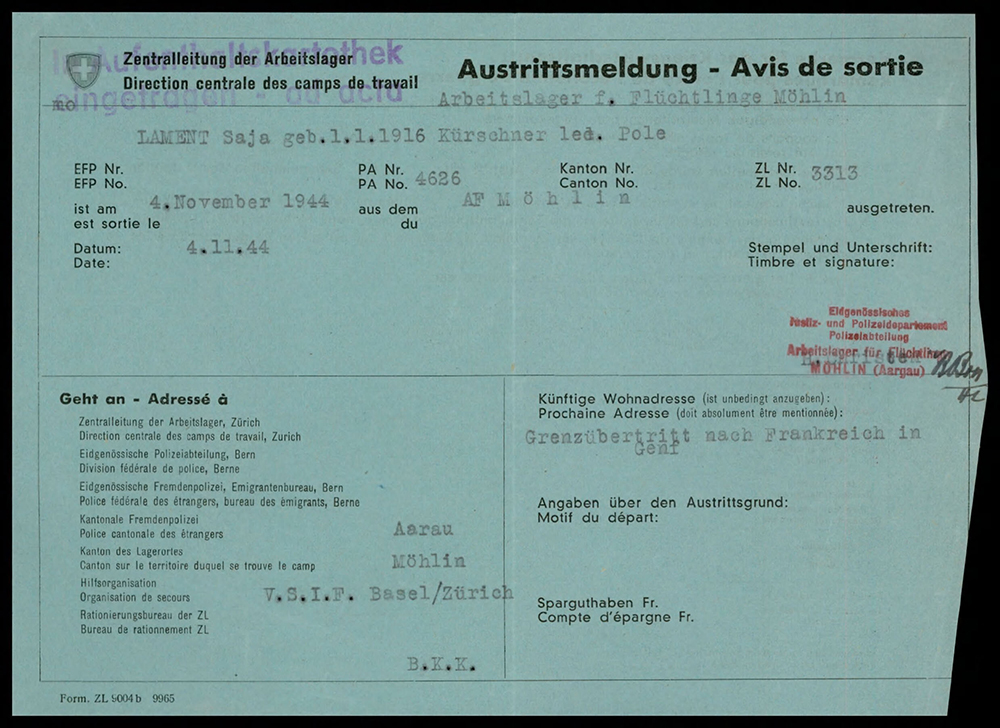 In Aufenthaltskartothek
eingetragen - ad acta
Zentralleitung der Arbeitslager
Direction centrale des camps de travail
Austrittsmeldung - Avis de sortie
mo
Arbeitslager f. Flüchtlinge Möhlin
LAMENT Saja geb.1.1.1916 Kürschner led. Pole
EFP Nr.
EFP No.
PA Nr.
PA No. 4626
Kanton Nr.
Canton No.
ZL Nr.
ZL No. 3313
ist am 4.November 1944 aus dem AF Möhlin ausgetreten.
est sortie le du
Datum: 4.11.44
Date:
Stempel und Unterschrift:
Timbre et signature:
Eidgenössisches
Justiz- und Polizeidepartement
Polizeiabteilung
Arbeitslager für Flüchtlinge
MÖHLIN (Aargau)
Geht an - Adressé à
Zentralleitung der Arbeitslager, Zürich
Direction centrale des camps de travail, Zurich
Eidgenössische Polizeiabteilung, Bern
Division fédérale de police, Berne
Eidgenössische Fremdenpolizei, Emigrantenbureau, Bern
Police fédérale des étrangers, bureau des émigrants, Berne
Kantonale Fremdenpolizei
Police cantonale des étrangers Aarau
Kanton des Lagerortes
Canton sur le territoire duquel se trouve le camp Möhlin
Hilfsorganisation
Organisation de secours V.S.I.F. Basel/Zürich
Rationierungsbureau der ZL
Bureau de rationnement ZL
B.K.K.
Künftige Wohnadresse (ist unbedingt anzugeben):
Prochaine Adresse (doit absolument être mentionnée):
Grenzübertritt nach Frankreich in
Genf
Angaben über den Austrittsgrund:
Motif du départ:
Sparguthaben Fr.
Compte d'épargne Fr.
Form. ZL 9004 b 9965